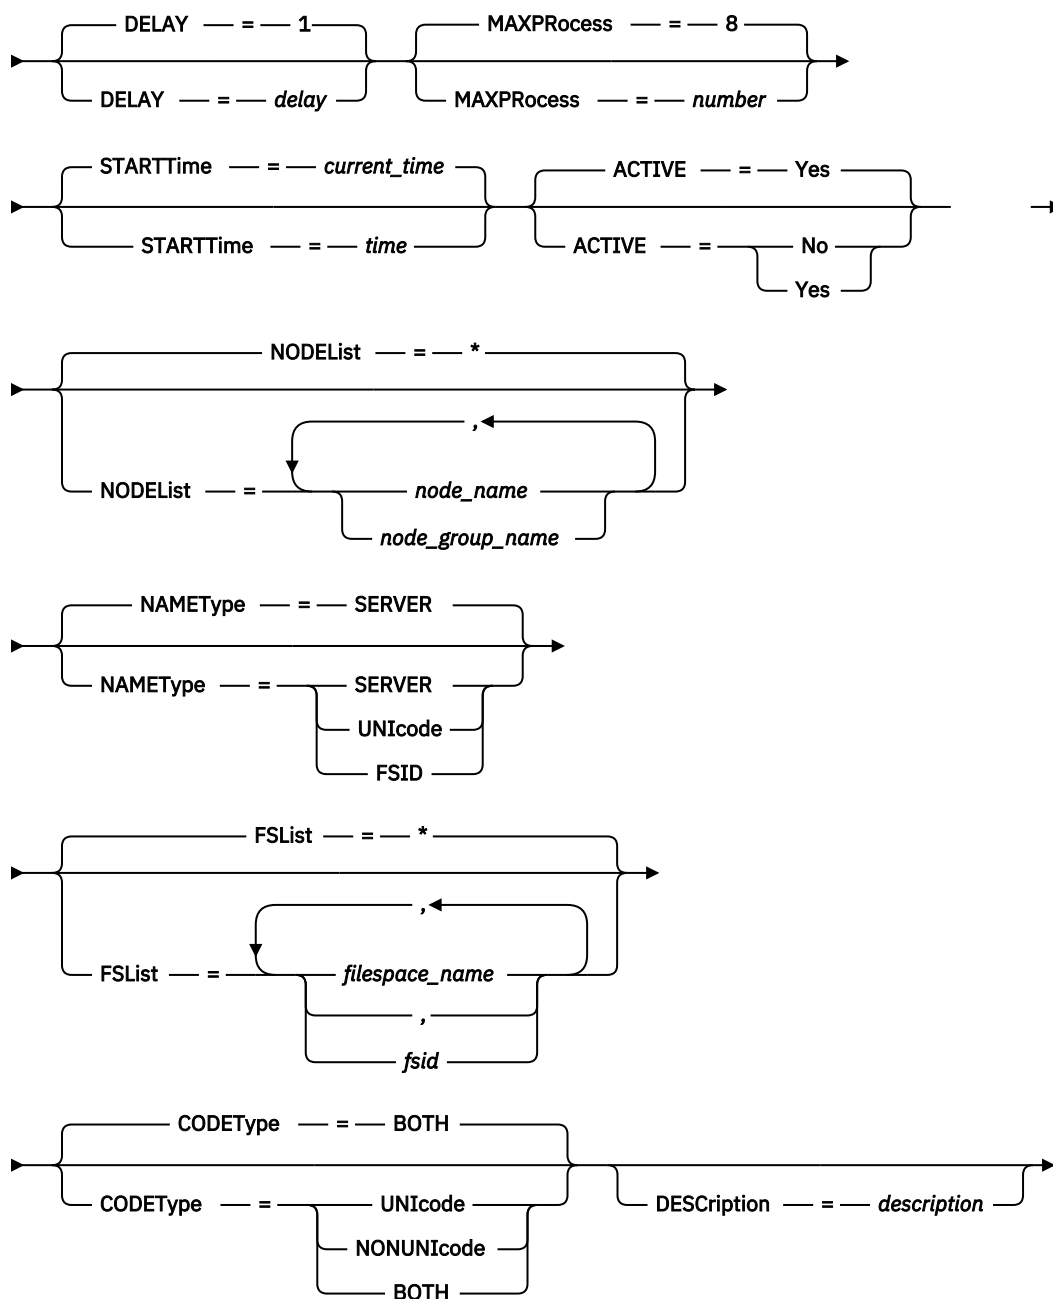 DELAY = 1 MAXPRocess = 8
DELAY = delay MAXPRocess = number
STARTTime = current_time ACTIVE = Yes
STARTTime = time ACTIVE = No
Yes
NODEList = *
,
NODEList = node_name
node_group_name
NAMEType = SERVER
NAMEType = SERVER
UNIcode
FSID
FSList = *
,
FSList = filespace_name
,
fsid
CODEType = BOTH
CODEType = UNIcode DESCription = description
NONUNIcode
BOTH